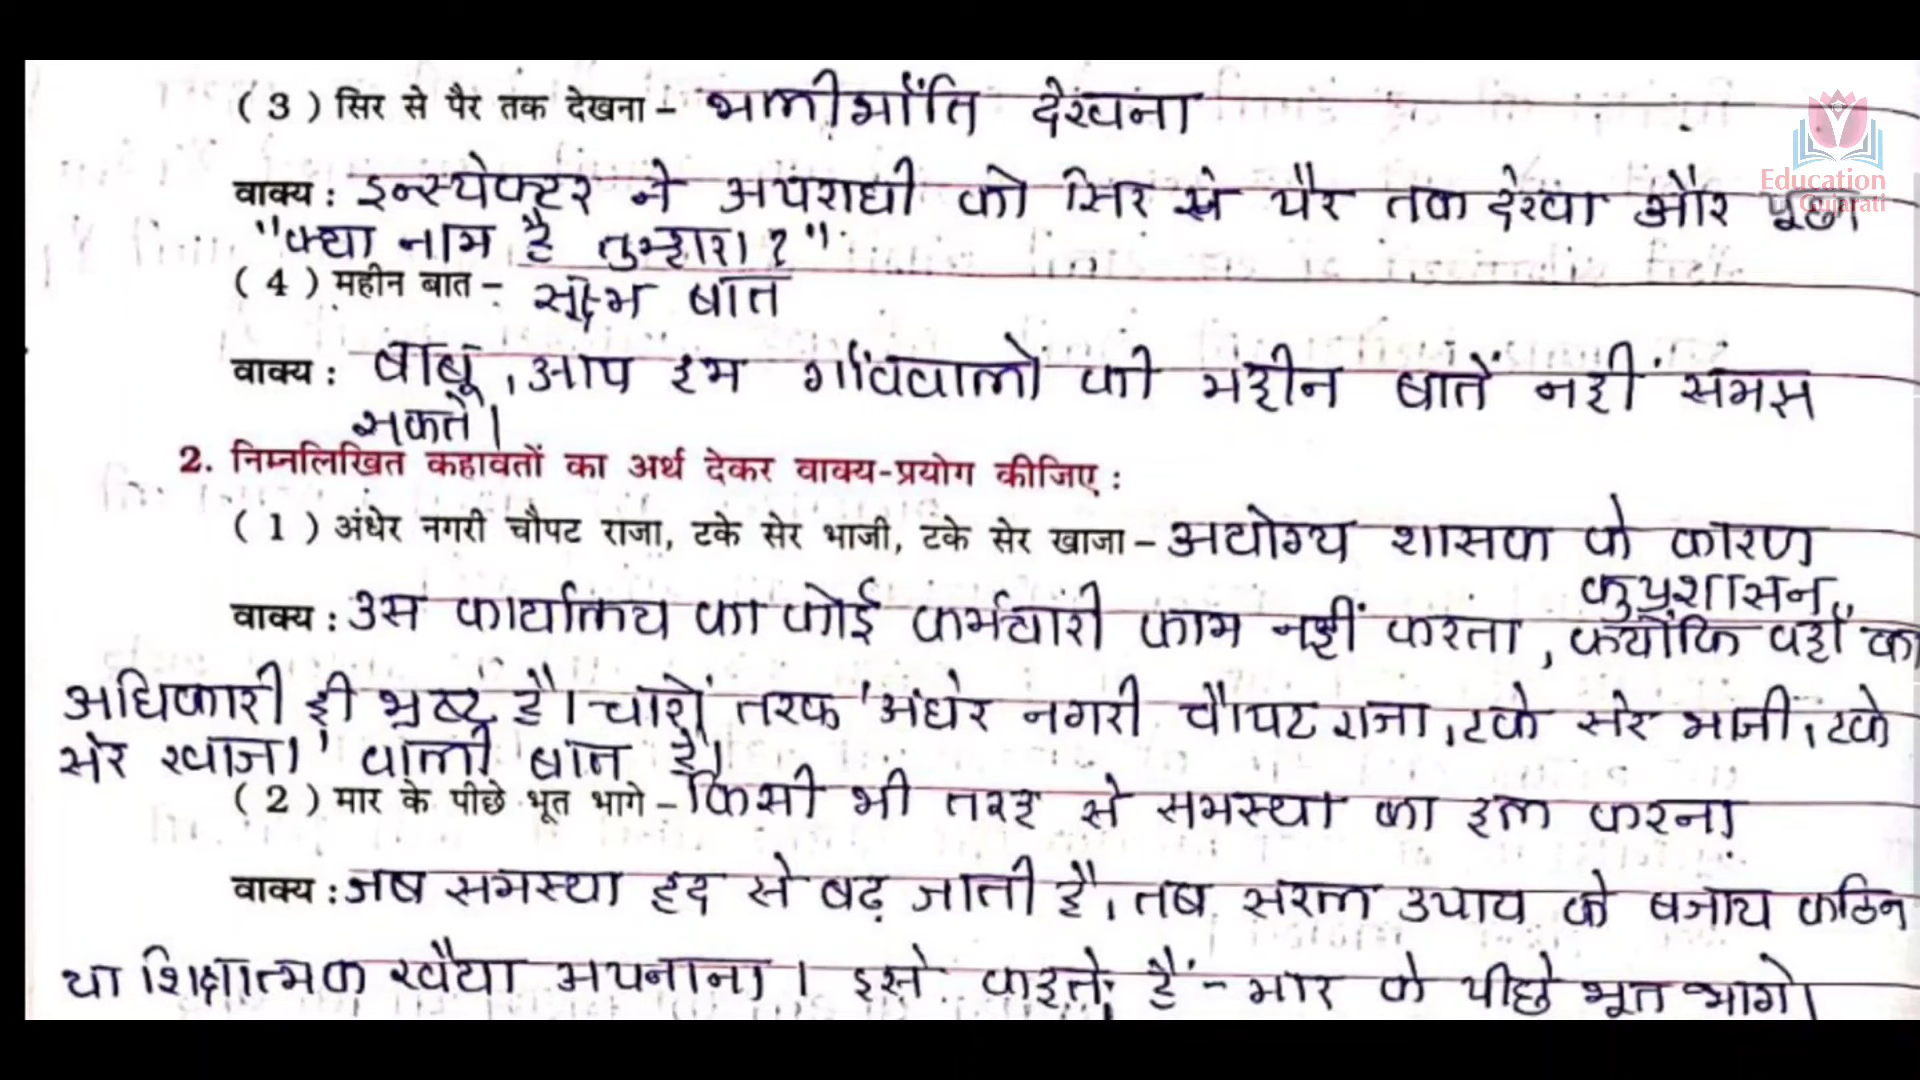 ( 3 ) सिर से पैर तक देखना – भलीभाँति देखना
वाक्य : इन्स्पेक्टर ने अपराधी को सिर से पैर तक देखा और पूछा
"क्या नाम है तुम्हारा ?"
( 4 ) महीन बात – सूक्ष्म बात
वाक्य : बाबू, आप हम गाँववालों की महीन बातें नहीं समझ
सकते।
2. निम्नलिखित कहावतों का अर्थ देकर वाक्य-प्रयोग कीजिए :
( 1 ) अंधेर नगरी चौपट राजा, टके सेर भाजी, टके सेर खाजा – अयोग्य शासक के कारण
कुप्रशासन
वाक्य : उस कार्यालय का कोई कर्मचारी काम नहीं करता, क्योंकि वहाँ का
अधिकारी ही भ्रष्ट है। चारों तरफ 'अंधेर नगरी चौपट राजा, टके सेर भाजी, टके
सेर खाजा' वाली बात है।
( 2 ) मार के पीछे भूत भागे – किसी भी तरह से समस्या का हल करना
वाक्य : जब समस्या हद से बढ़ जाती है, तब सरल उपाय के बजाय कठिन
या शिक्षात्मक रवैया अपनाना। इसे कहते हैं – मार के पीछे भूत भागे।
Education
in Gujarati